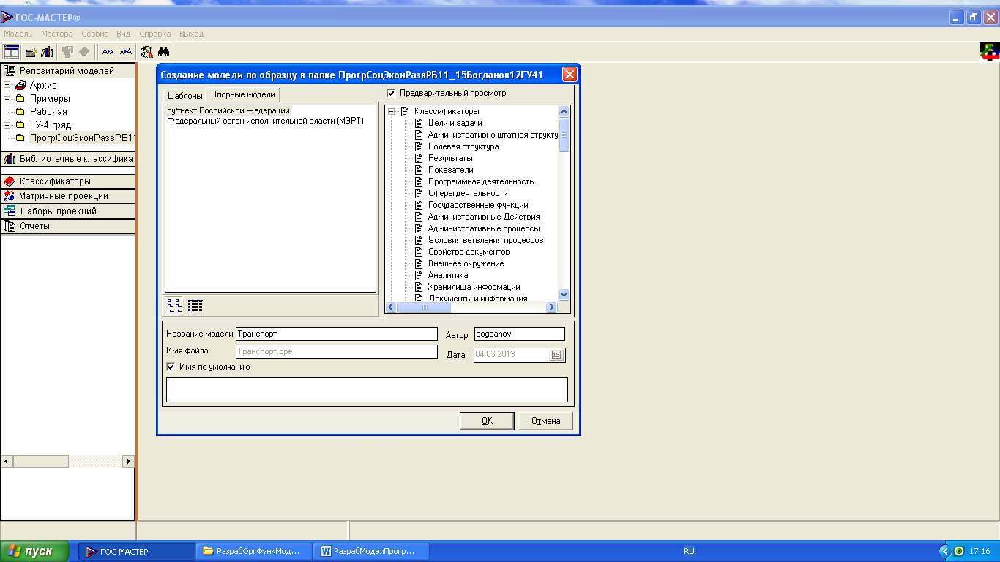 ГОС-МАСТЕР®
Модель Мастера Сервис Вид Справка Выход
Репозитарий моделей
Архив
Примеры
Рабочая
ГУ-4 гряд
ПрогрСоцЭконРазвРБ1
Библиотечные классифика
Классификаторы
Матричные проекции
Наборы проекций
Отчеты
Создание модели по образцу в папке ПрогрСоцЭконРазвРБ11_15Богданов12ГУ41
Шаблоны Опорные модели
субъект Российской Федерации
Федеральный орган исполнительной власти (МЭРТ)
Предварительный просмотр
Классификаторы
Цели и задачи
Административно-штатная структу
Ролевая структура
Результаты
Показатели
Программная деятельность
Сферы деятельности
Государственные функции
Административные Действия
Административные процессы
Условия ветвления процессов
Свойства документов
Внешнее окружение
Аналитика
Хранилища информации
Документы и информация
Название модели Транспорт
Автор bogdanov
Имя файла Транспорт.bpe
Дата 04.03.2013 15
Имя по умолчанию
OK Отмена
пуск ГОС-МАСТЕР РазрабОргФункМод... РазрабМоделПрогр... RU 17:16